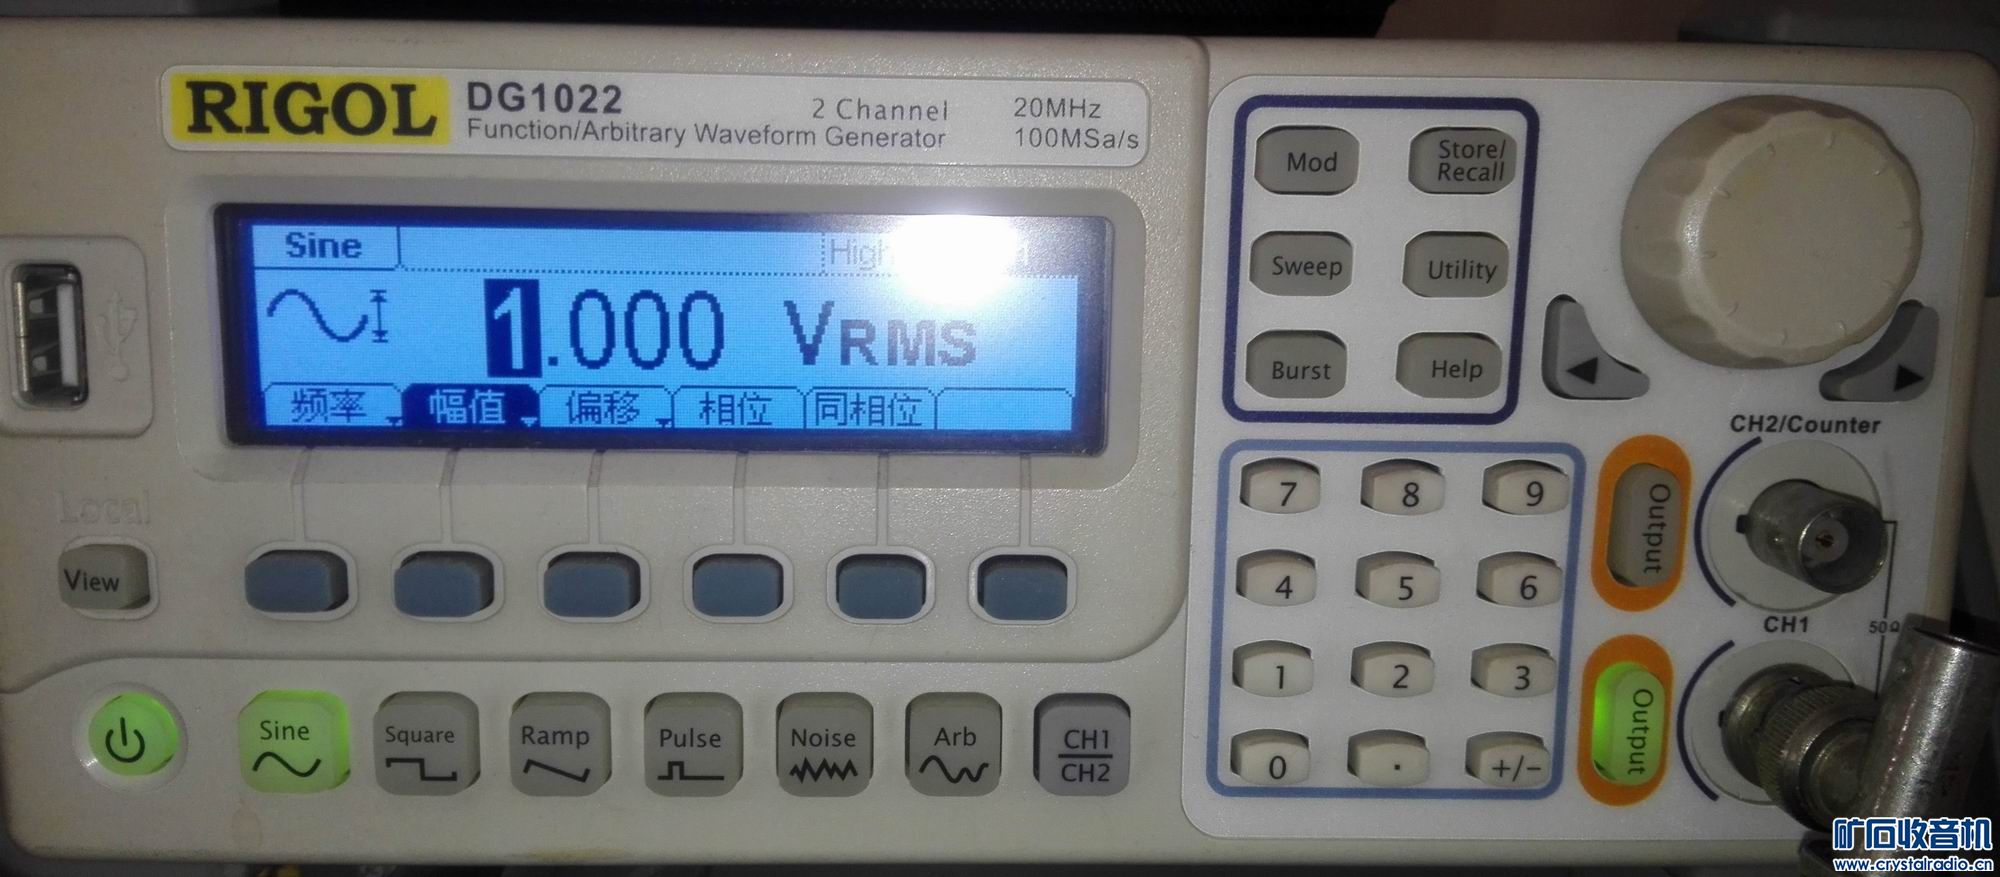 RIGOL
DG1022
2 Channel
20MHz
Function/Arbitrary Waveform Generator
100MSa/s
Sine
High
1.000 VRMS
频率
幅值
偏移
相位
同相位
Local
View
Sine
Square
Ramp
Pulse
Noise
Arb
CH1
CH2
Mod
Store/
Recall
Sweep
Utility
Burst
Help
7
8
9
4
5
6
1
2
3
0
.
+/−
CH2/Counter
Output
CH1
50Ω
Output
矿石收音机
www.crystalradio.cn